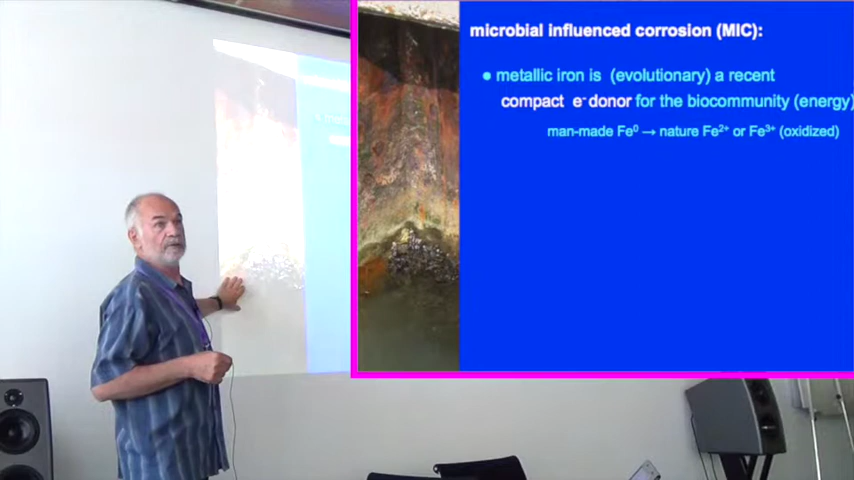 microbial influenced corrosion (MIC):
● metallic iron is (evolutionary) a recent
compact e⁻ donor for the biocommunity (energy)
man-made Fe⁰ → nature Fe²⁺ or Fe³⁺ (oxidized)